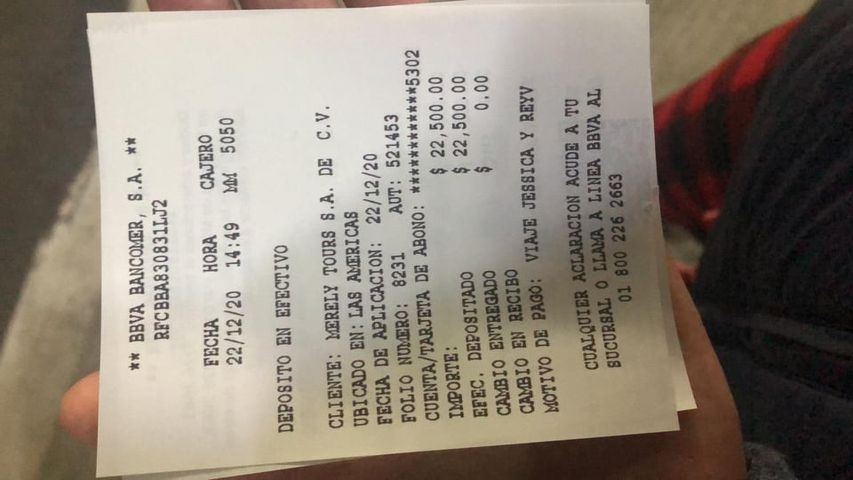 ** BBVA BANCOMER, S.A. **
RFCBBA830831LJ2
FECHA HORA CAJERO
22/12/20 14:49 MM 5050
DEPOSITO EN EFECTIVO
CLIENTE: MERELY TOURS S.A. DE C.V.
UBICADO EN: LAS AMERICAS
FECHA DE APLICACION: 22/12/20
FOLIO NUMERO: 8231 AUT: 521453
CUENTA/TARJETA DE ABONO: ************5302
IMPORTE: $ 22,500.00
EFEC. DEPOSITADO $ 22,500.00
CAMBIO ENTREGADO $ 0.00
CAMBIO EN RECIBO
MOTIVO DE PAGO: VIAJE JESSICA Y REYV
CUALQUIER ACLARACION ACUDE A TU
SUCURSAL O LLAMA A LINEA BBVA AL
01 800 226 2663